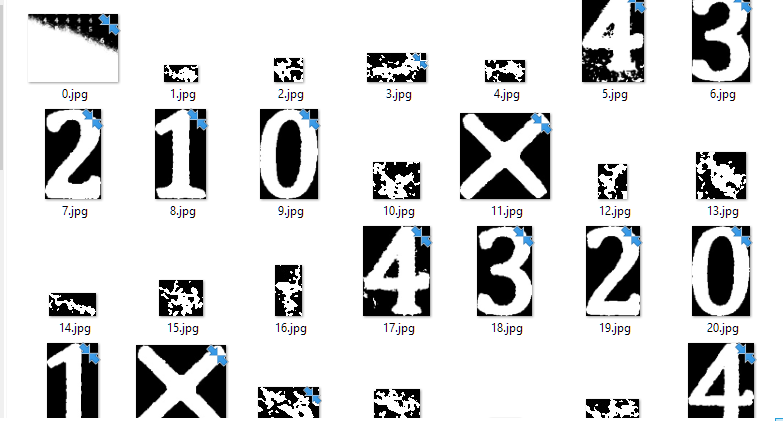 0.jpg 1.jpg 2.jpg 3.jpg 4.jpg 5.jpg 6.jpg
4 3
2 1 0 ×
7.jpg 8.jpg 9.jpg 10.jpg 11.jpg 12.jpg 13.jpg
4 3 2 0
14.jpg 15.jpg 16.jpg 17.jpg 18.jpg 19.jpg 20.jpg
1 × 4